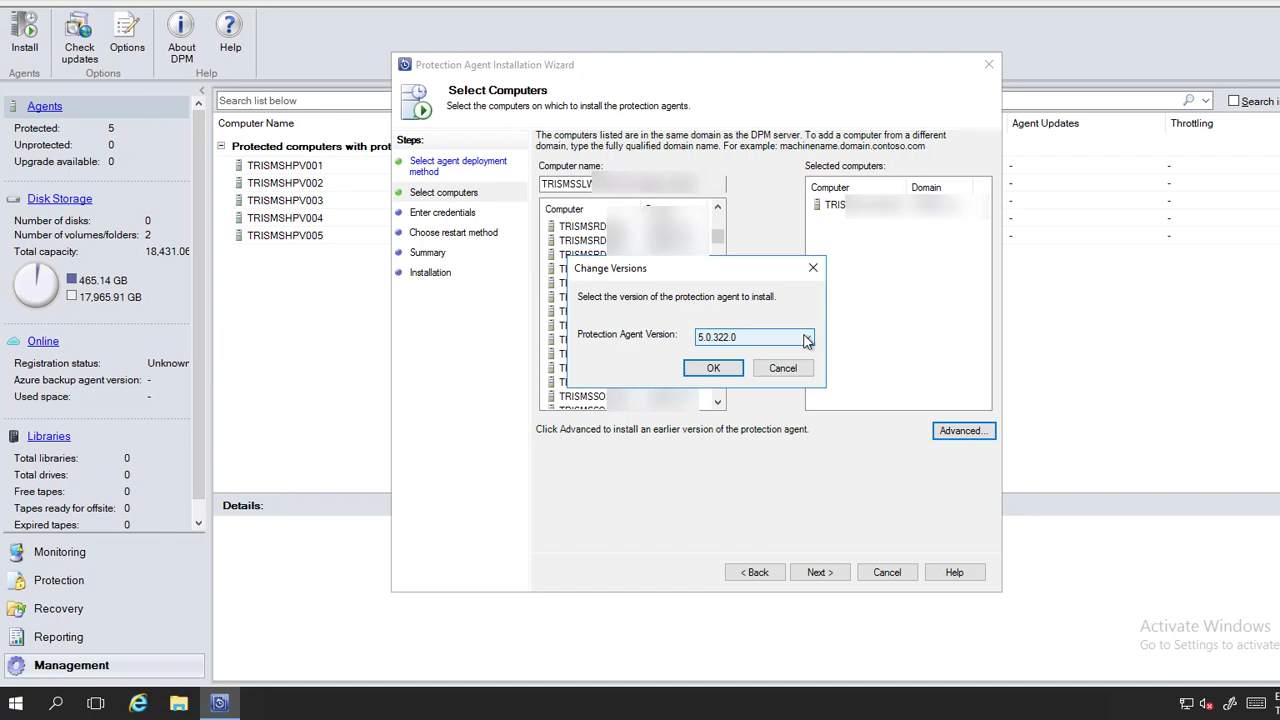 Install
Agents
Check updates
Options
Options
About DPM
Help
Help
Agents
Protected: 5
Unprotected: 0
Upgrade available: 0
Disk Storage
Number of disks: 0
Number of volumes/folders: 2
Total capacity: 18,431.06
465.14 GB
17,965.91 GB
Online
Registration status: Unknown
Azure backup agent version: -
Used space: -
Libraries
Total libraries: 0
Total drives: 0
Free tapes: 0
Tapes ready for offsite: 0
Expired tapes: 0
Monitoring
Protection
Recovery
Reporting
Management
Search list below
Search i
Computer Name
Agent Updates
Throttling
Protected computers with prot
TRISMSHPV001
- -
TRISMSHPV002
- -
TRISMSHPV003
- -
TRISMSHPV004
- -
TRISMSHPV005
- -
Details:
Protection Agent Installation Wizard
Select Computers
Select the computers on which to install the protection agents.
Steps:
Select agent deployment
method
Select computers
Enter credentials
Choose restart method
Summary
Installation
The computers listed are in the same domain as the DPM server. To add a computer from a different
domain, type the fully qualified domain name. For example: machinename.domain.contoso.com
Computer name:
TRISMSSLW
Computer
TRISMSRD
TRISMSRD
TRISMSSO
Selected computers:
Computer Domain
TRIS
Change Versions
Select the version of the protection agent to install.
Protection Agent Version: 5.0.322.0
OK Cancel
Click Advanced to install an earlier version of the protection agent.
Advanced...
< Back Next > Cancel Help
Activate Windows
Go to Settings to activate